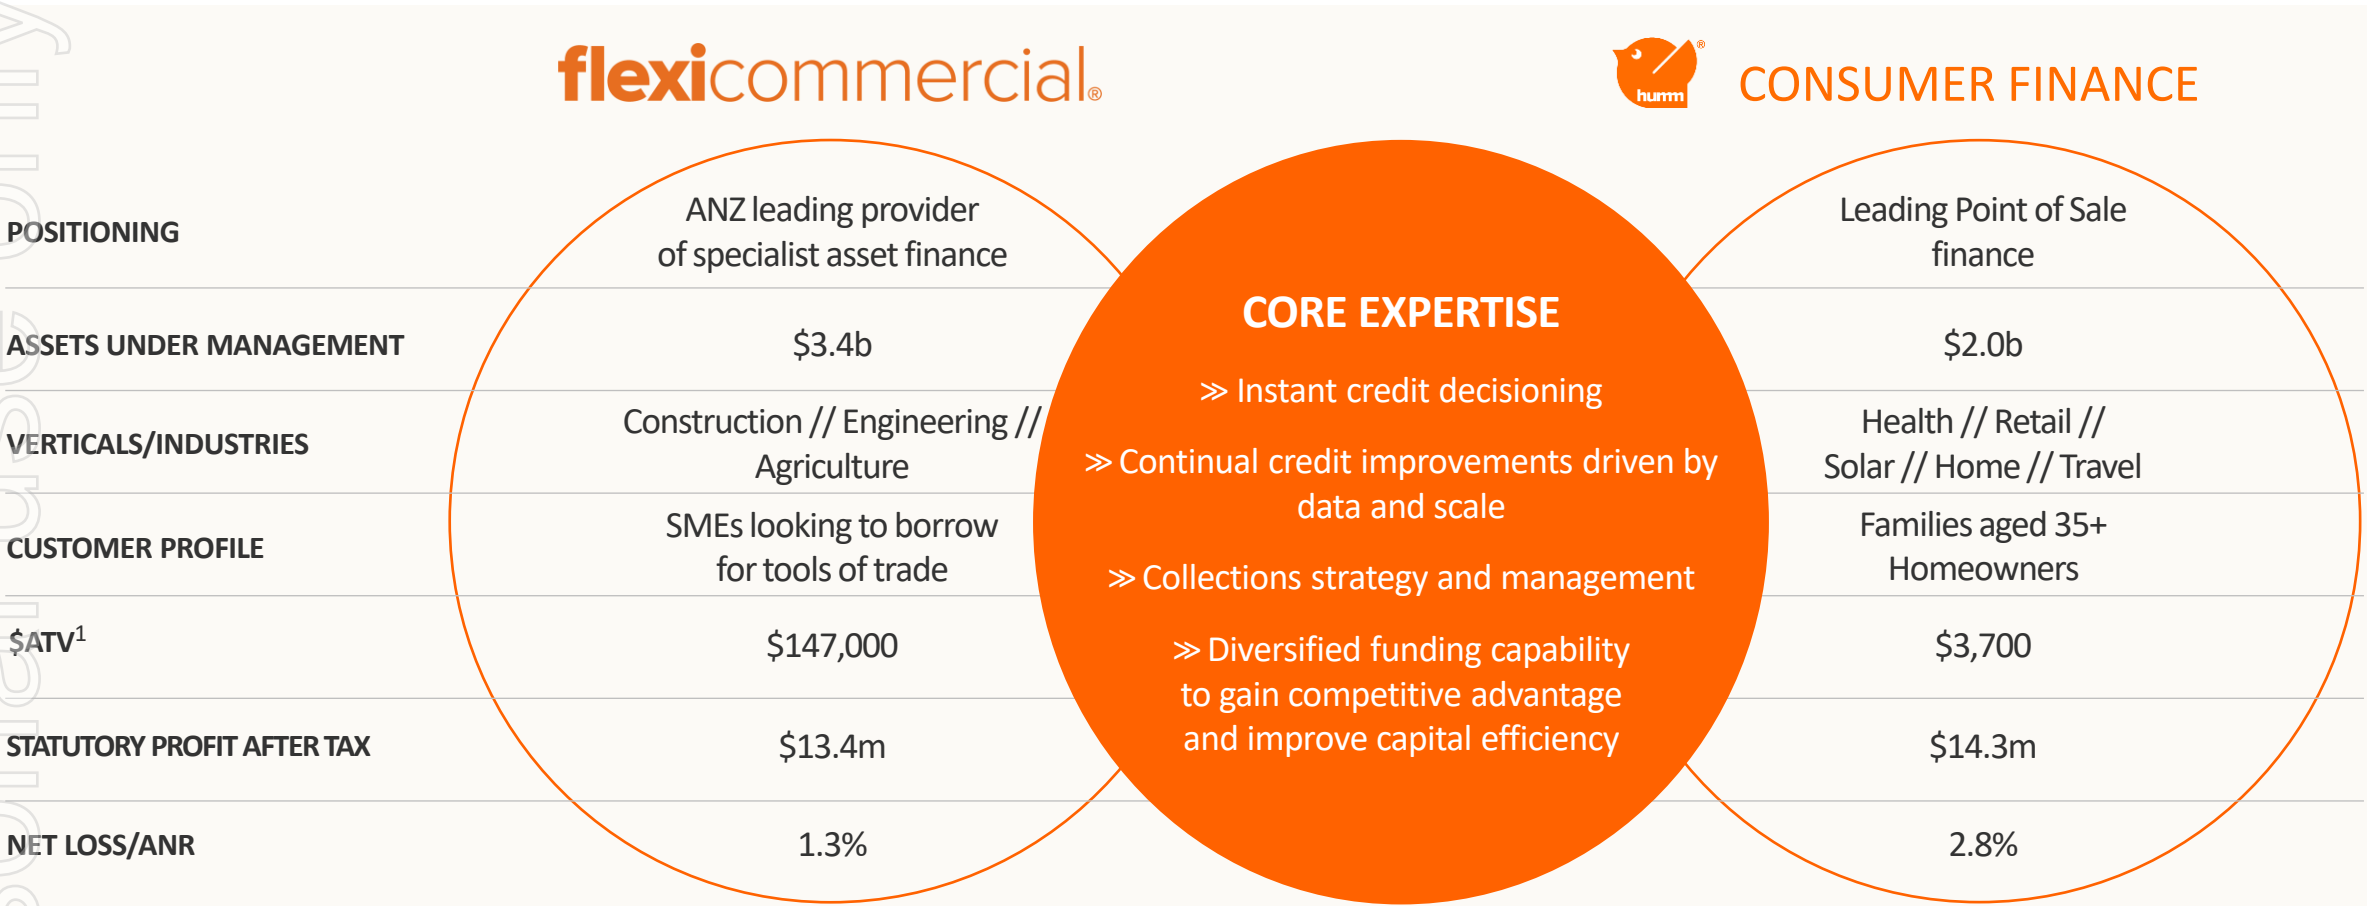 flexicommercial®
humm®
CONSUMER FINANCE
POSITIONING
ANZ leading provider
of specialist asset finance
Leading Point of Sale
finance
ASSETS UNDER MANAGEMENT
$3.4b
$2.0b
VERTICALS/INDUSTRIES
Construction // Engineering //
Agriculture
Health // Retail //
Solar // Home // Travel
CUSTOMER PROFILE
SMEs looking to borrow
for tools of trade
Families aged 35+
Homeowners
$ATV¹
$147,000
$3,700
STATUTORY PROFIT AFTER TAX
$13.4m
$14.3m
NET LOSS/ANR
1.3%
2.8%
CORE EXPERTISE
≫ Instant credit decisioning
≫ Continual credit improvements driven by
data and scale
≫ Collections strategy and management
≫ Diversified funding capability
to gain competitive advantage
and improve capital efficiency